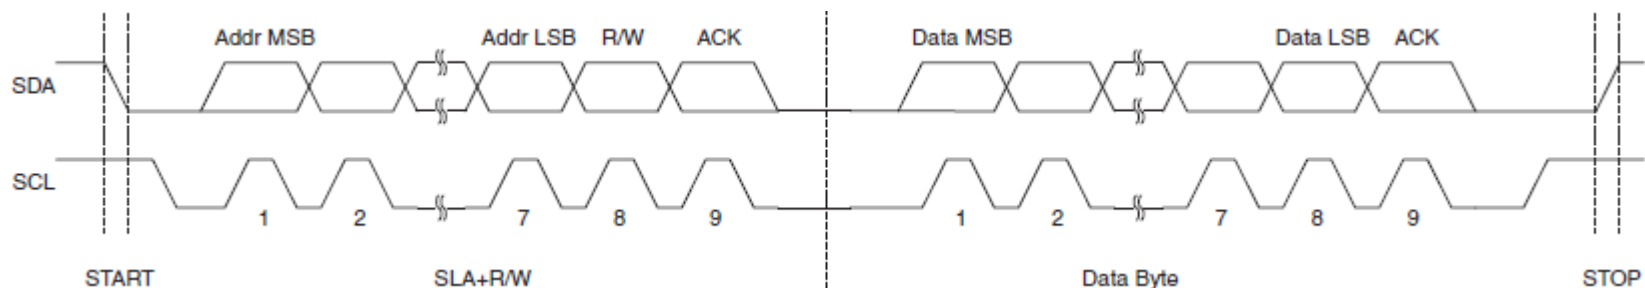 Addr MSB Addr LSB R/W ACK Data MSB Data LSB ACK
SDA
SCL
1 2 7 8 9 1 2 7 8 9
START SLA+R/W Data Byte STOP